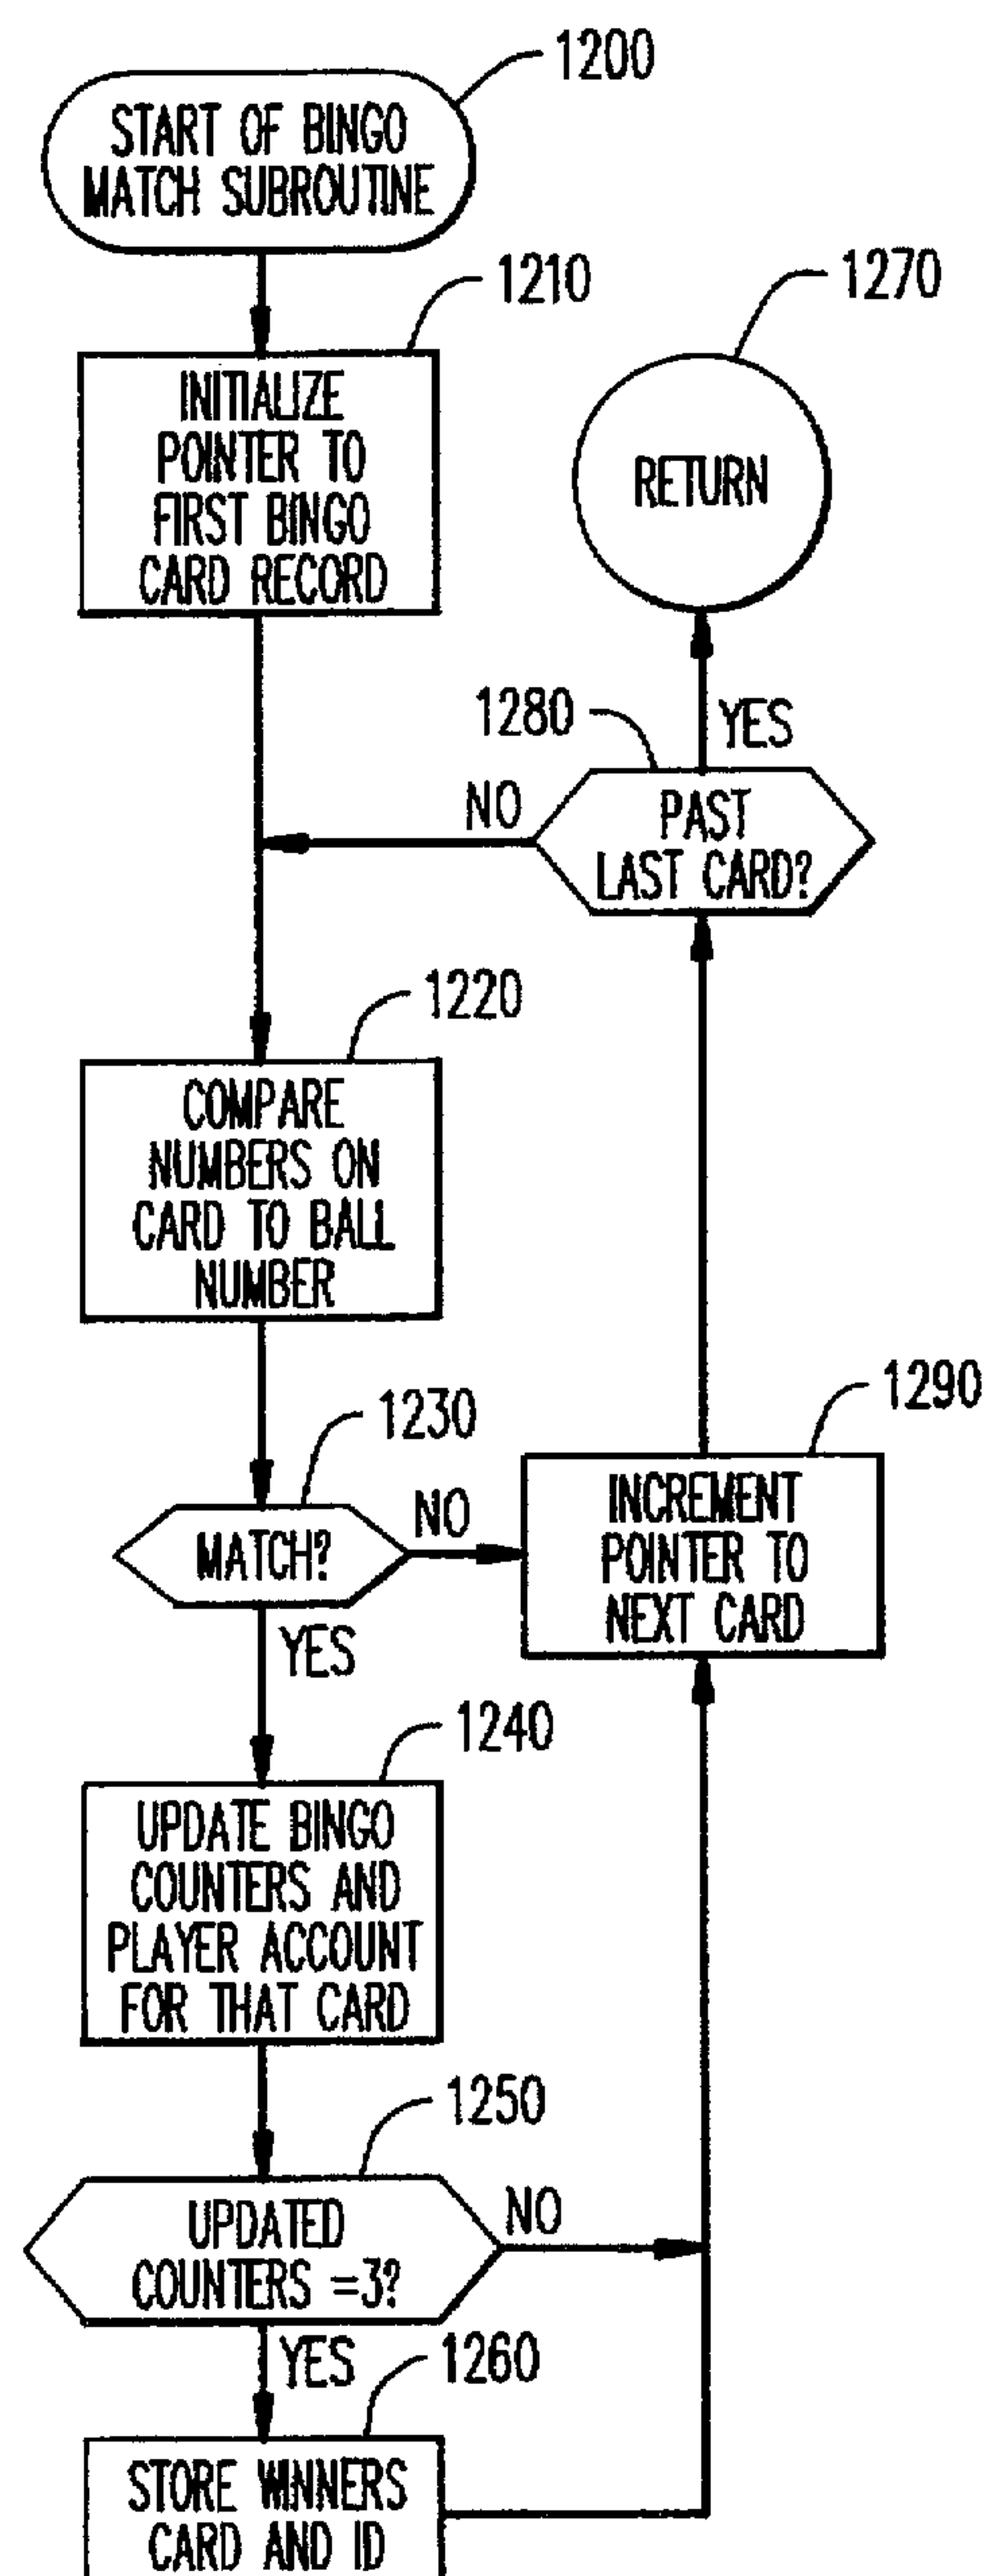 1200
START OF BINGO
MATCH SUBROUTINE
1210
INITIALIZE
POINTER TO
FIRST BINGO
CARD RECORD
1270
RETURN
YES
1280
NO
PAST
LAST CARD?
1220
COMPARE
NUMBERS ON
CARD TO BALL
NUMBER
1230
MATCH?
NO
YES
1290
INCREMENT
POINTER TO
NEXT CARD
1240
UPDATE BINGO
COUNTERS AND
PLAYER ACCOUNT
FOR THAT CARD
1250
UPDATED
COUNTERS =3?
NO
YES
1260
STORE WINNERS
CARD AND ID